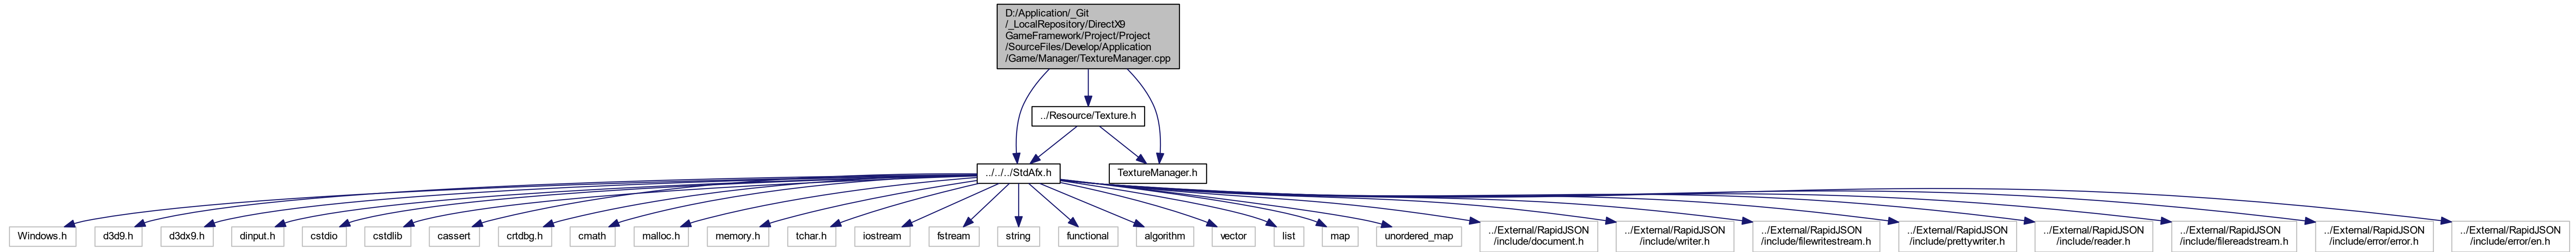 D:/Application/_Git
/_LocalRepository/DirectX9
GameFramework/Project/Project
/SourceFiles/Develop/Application
/Game/Manager/TextureManager.cpp
../Resource/Texture.h
../../../StdAfx.h
TextureManager.h
Windows.h
d3d9.h
d3dx9.h
dinput.h
cstdio
cstdlib
cassert
crtdbg.h
cmath
malloc.h
memory.h
tchar.h
iostream
fstream
string
functional
algorithm
vector
list
map
unordered_map
../External/RapidJSON
/include/document.h
../External/RapidJSON
/include/writer.h
../External/RapidJSON
/include/filewritestream.h
../External/RapidJSON
/include/prettywriter.h
../External/RapidJSON
/include/reader.h
../External/RapidJSON
/include/filereadstream.h
../External/RapidJSON
/include/error/error.h
../External/RapidJSON
/include/error/en.h